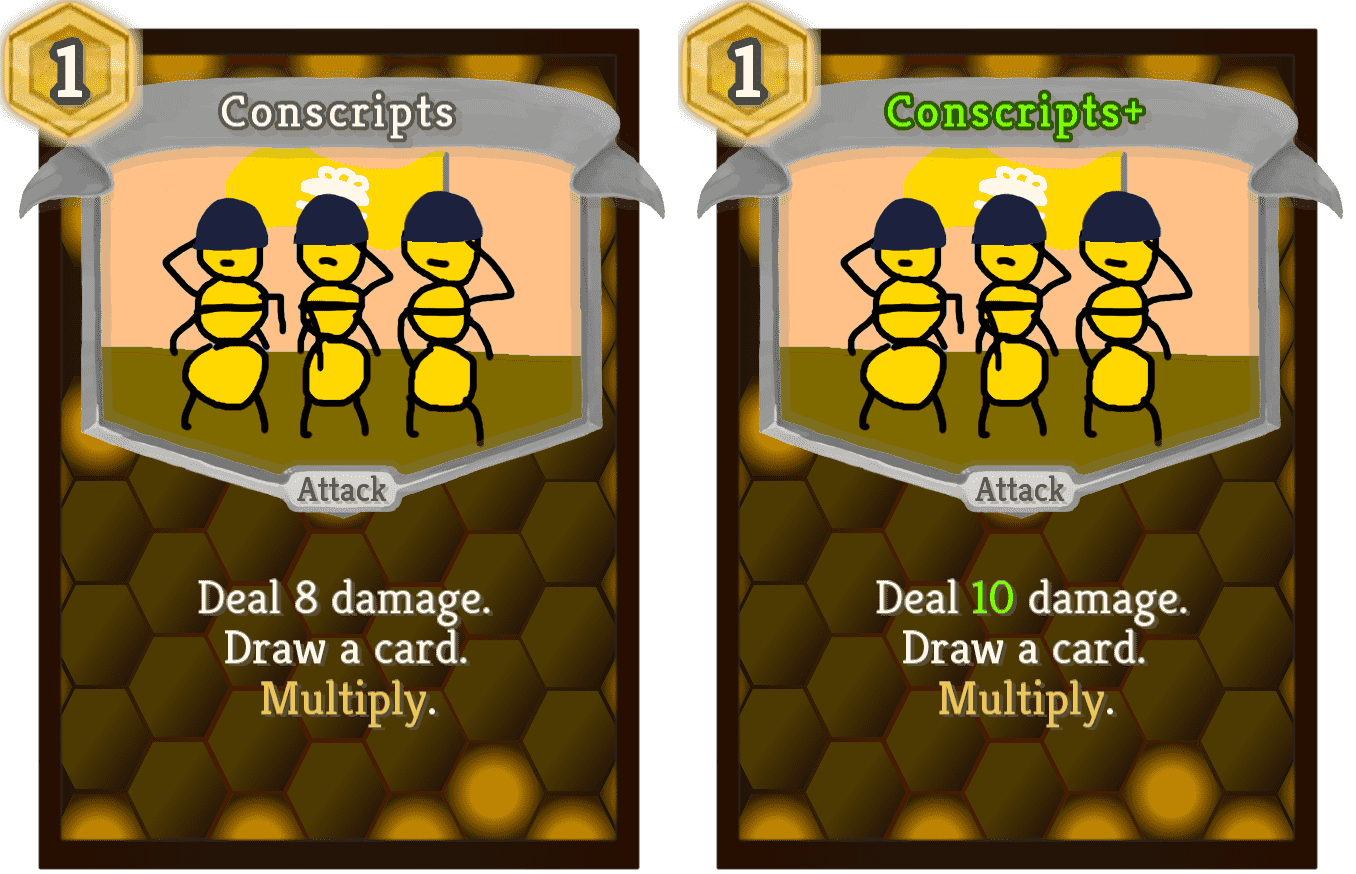 1
Conscripts
Attack
Deal 8 damage.
Draw a card.
Multiply.
1
Conscripts+
Attack
Deal 10 damage.
Draw a card.
Multiply.